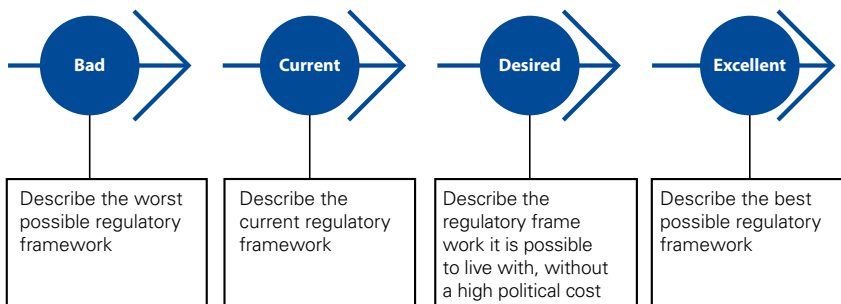 Bad
Current
Desired
Excellent
Describe the worst
possible regulatory
framework
Describe the
current regulatory
framework
Describe the
regulatory frame
work it is possible
to live with, without
a high political cost
Describe the best
possible regulatory
framework